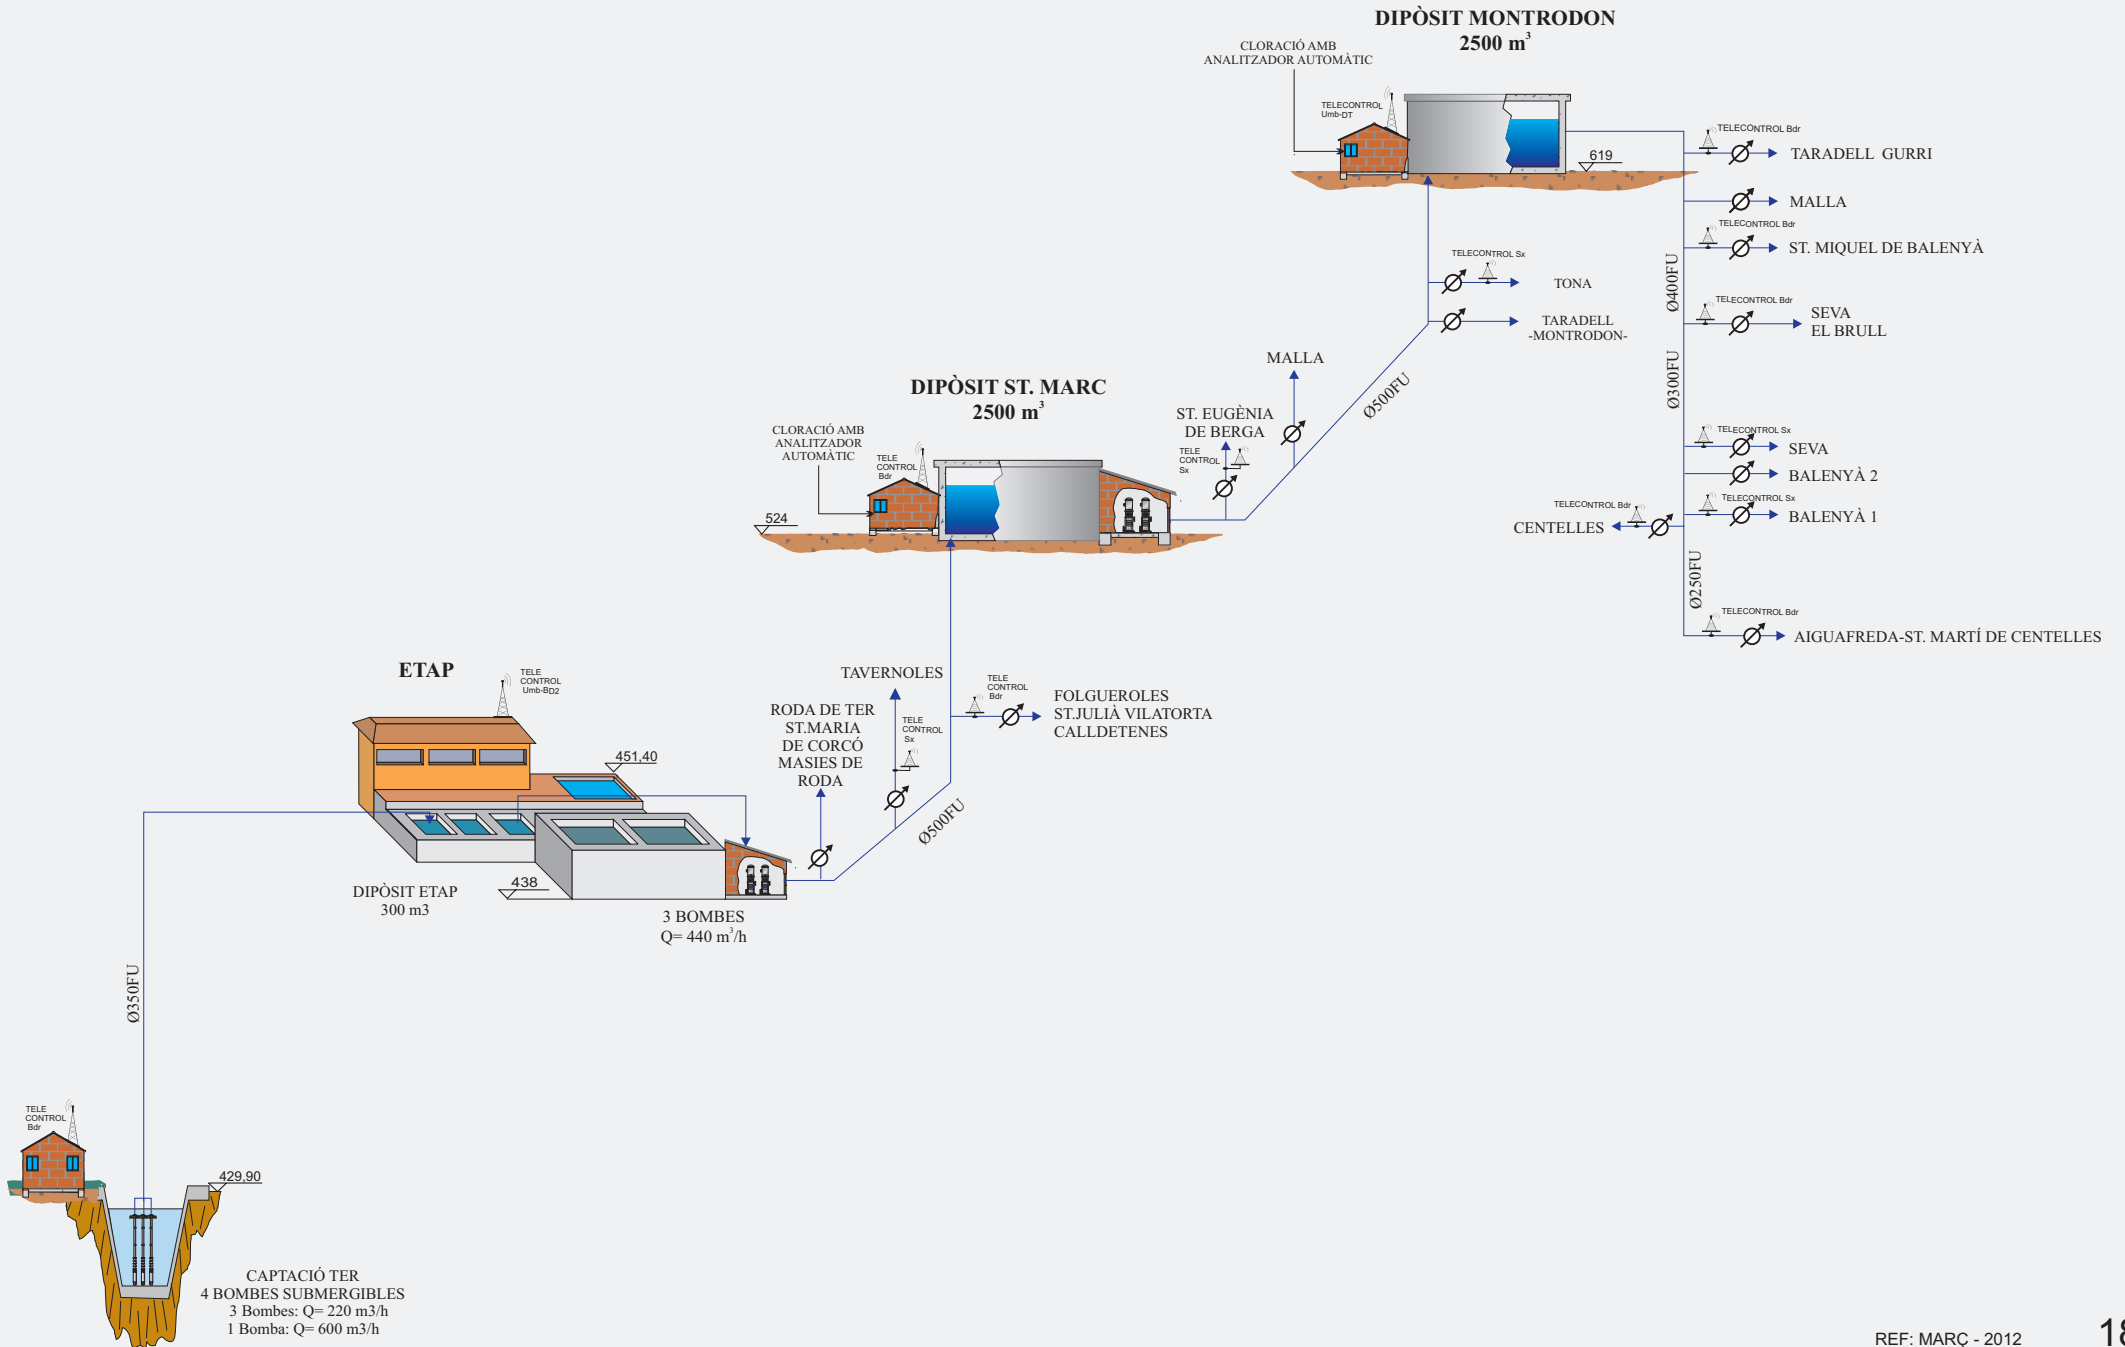 DIPÒSIT MONTRODON
2500 m³
CLORACIÓ AMB
ANALITZADOR AUTOMÀTIC
TELECONTROL
Umb-DT
619
TELECONTROL Bdr
TARADELL GURRI
MALLA
TELECONTROL Bdr
ST. MIQUEL DE BALENYÀ
Ø400FU
TELECONTROL Bdr
SEVA
EL BRULL
Ø300FU
TELECONTROL Sx
SEVA
BALENYÀ 2
TELECONTROL Sx
BALENYÀ 1
TELECONTROL Bdr
CENTELLES
Ø250FU
TELECONTROL Bdr
AIGUAFREDA-ST. MARTÍ DE CENTELLES
TELECONTROL Sx
TONA
TARADELL
-MONTRODON-
MALLA
Ø500FU
ST. EUGÈNIA
DE BERGA
TELE
CONTROL
Sx
DIPÒSIT ST. MARC
2500 m³
CLORACIÓ AMB
ANALITZADOR
AUTOMÀTIC
TELE
CONTROL
Bdr
524
ETAP
TELE
CONTROL
Umb-BD2
451,40
TAVERNOLES
TELE
CONTROL
Sx
TELE
CONTROL
Bdr
FOLGUEROLES
ST.JULIÀ VILATORTA
CALLDETENES
RODA DE TER
ST.MARIA
DE CORCÓ
MASIES DE
RODA
Ø500FU
DIPÒSIT ETAP
300 m3
438
3 BOMBES
Q= 440 m³/h
Ø350FU
TELE
CONTROL
Bdr
429,90
CAPTACIÓ TER
4 BOMBES SUBMERGIBLES
3 Bombes: Q= 220 m3/h
1 Bomba: Q= 600 m3/h
REF: MARÇ - 2012